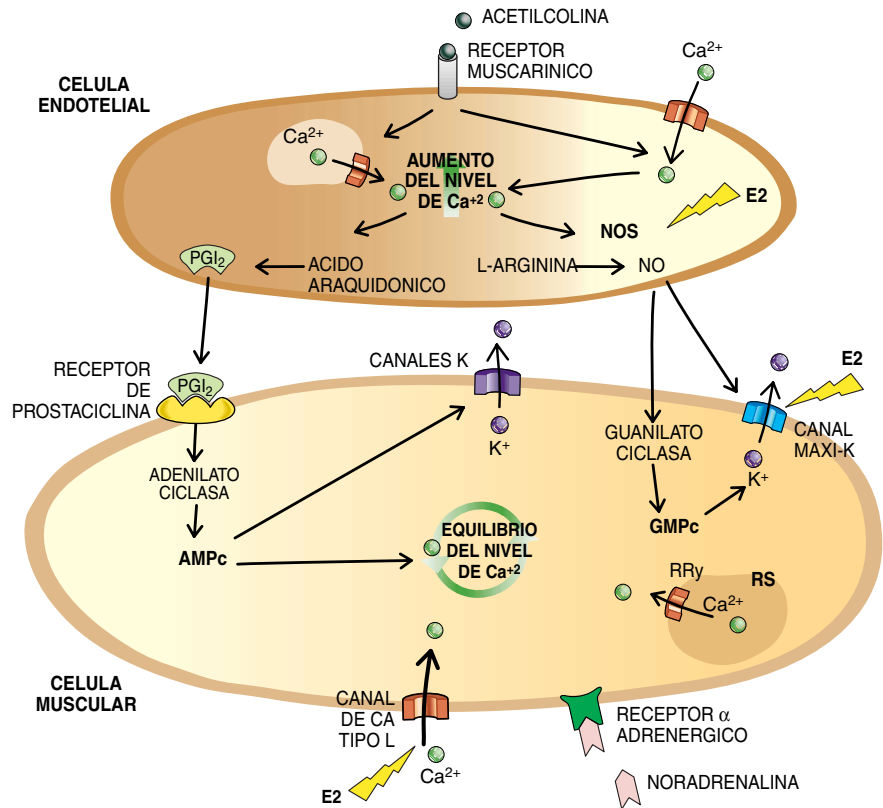 ACETILCOLINA
RECEPTOR
MUSCARINICO
Ca2+
CELULA
ENDOTELIAL
Ca2+
AUMENTO
DEL NIVEL
DE Ca+2
E2
NOS
PGI2
ACIDO
ARAQUIDONICO
L-ARGININA
NO
CANALES K
E2
RECEPTOR
DE
PROSTACICLINA
PGI2
K+
GUANILATO
CICLASA
CANAL
MAXI-K
K+
ADENILATO
CICLASA
AMPc
EQUILIBRIO
DEL NIVEL
DE Ca+2
GMPc
RRy
RS
Ca2+
CELULA
MUSCULAR
CANAL
DE CA
TIPO L
RECEPTOR α
ADRENERGICO
Ca2+
E2
NORADRENALINA